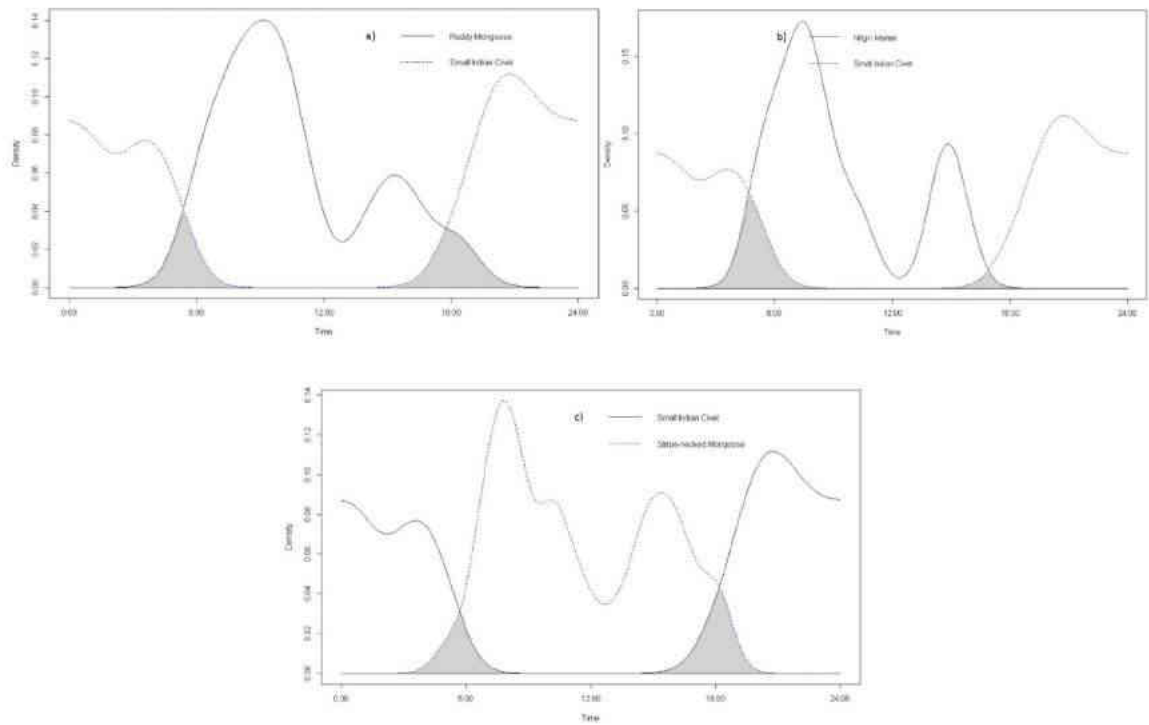 a)
Ruddy Mongoose
Small Indian Civet
Density
0.00
0.02
0.04
0.06
0.08
0.10
0.12
0.14
0:00
6:00
12:00
18:00
24:00
Time
b)
Nilgiri Marten
Small Indian Civet
Density
0.00
0.05
0.10
0.15
0:00
6:00
12:00
18:00
24:00
Time
c)
Small Indian Civet
Stripe-necked Mongoose
Density
0.00
0.02
0.04
0.06
0.08
0.10
0.12
0.14
0:00
6:00
12:00
18:00
24:00
Time